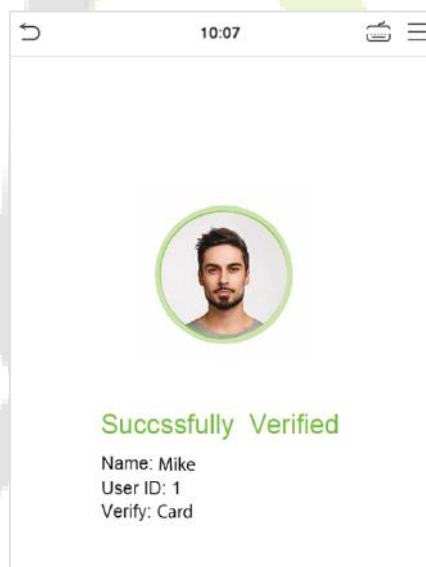 10:07
Succssfully Verified
Name: Mike
User ID: 1
Verify: Card